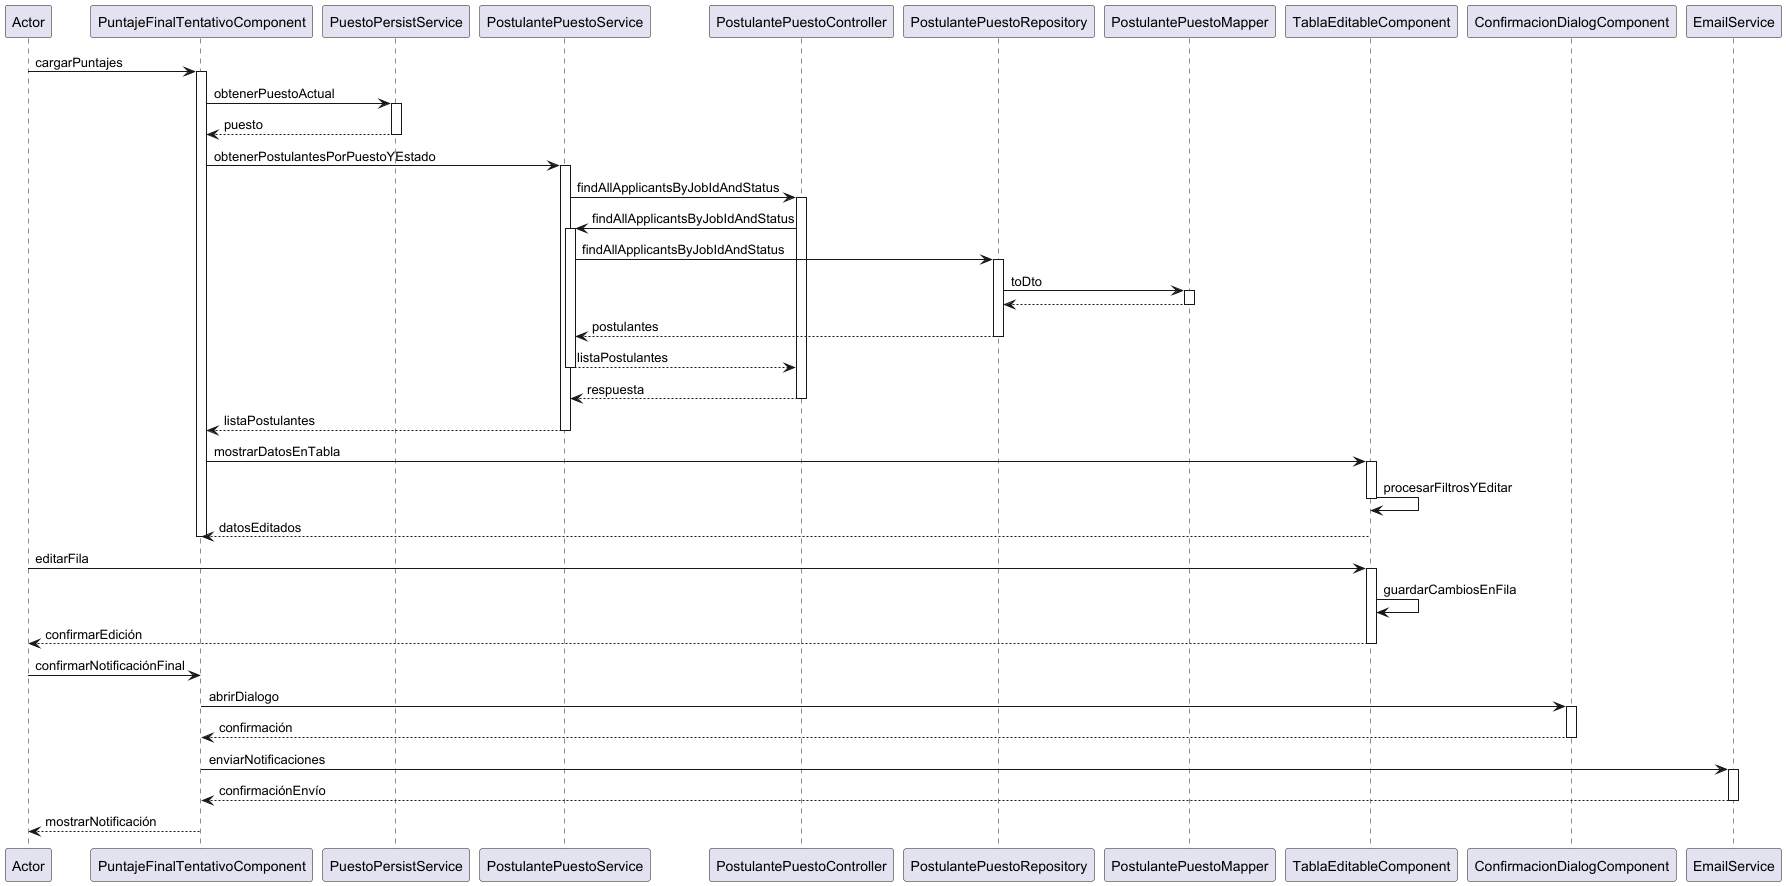 Actor
PuntajeFinalTentativoComponent
PuestoPersistService
PostulantePuestoService
PostulantePuestoController
PostulantePuestoRepository
PostulantePuestoMapper
TablaEditableComponent
ConfirmacionDialogComponent
EmailService
cargarPuntajes
obtenerPuestoActual
puesto
obtenerPostulantesPorPuestoYEstado
findAllApplicantsByJobIdAndStatus
findAllApplicantsByJobIdAndStatus
findAllApplicantsByJobIdAndStatus
toDto
postulantes
listaPostulantes
respuesta
listaPostulantes
mostrarDatosEnTabla
procesarFiltrosYEditar
datosEditados
editarFila
guardarCambiosEnFila
confirmarEdición
confirmarNotificaciónFinal
abrirDialogo
confirmación
enviarNotificaciones
confirmaciónEnvío
mostrarNotificación
Actor
PuntajeFinalTentativoComponent
PuestoPersistService
PostulantePuestoService
PostulantePuestoController
PostulantePuestoRepository
PostulantePuestoMapper
TablaEditableComponent
ConfirmacionDialogComponent
EmailService